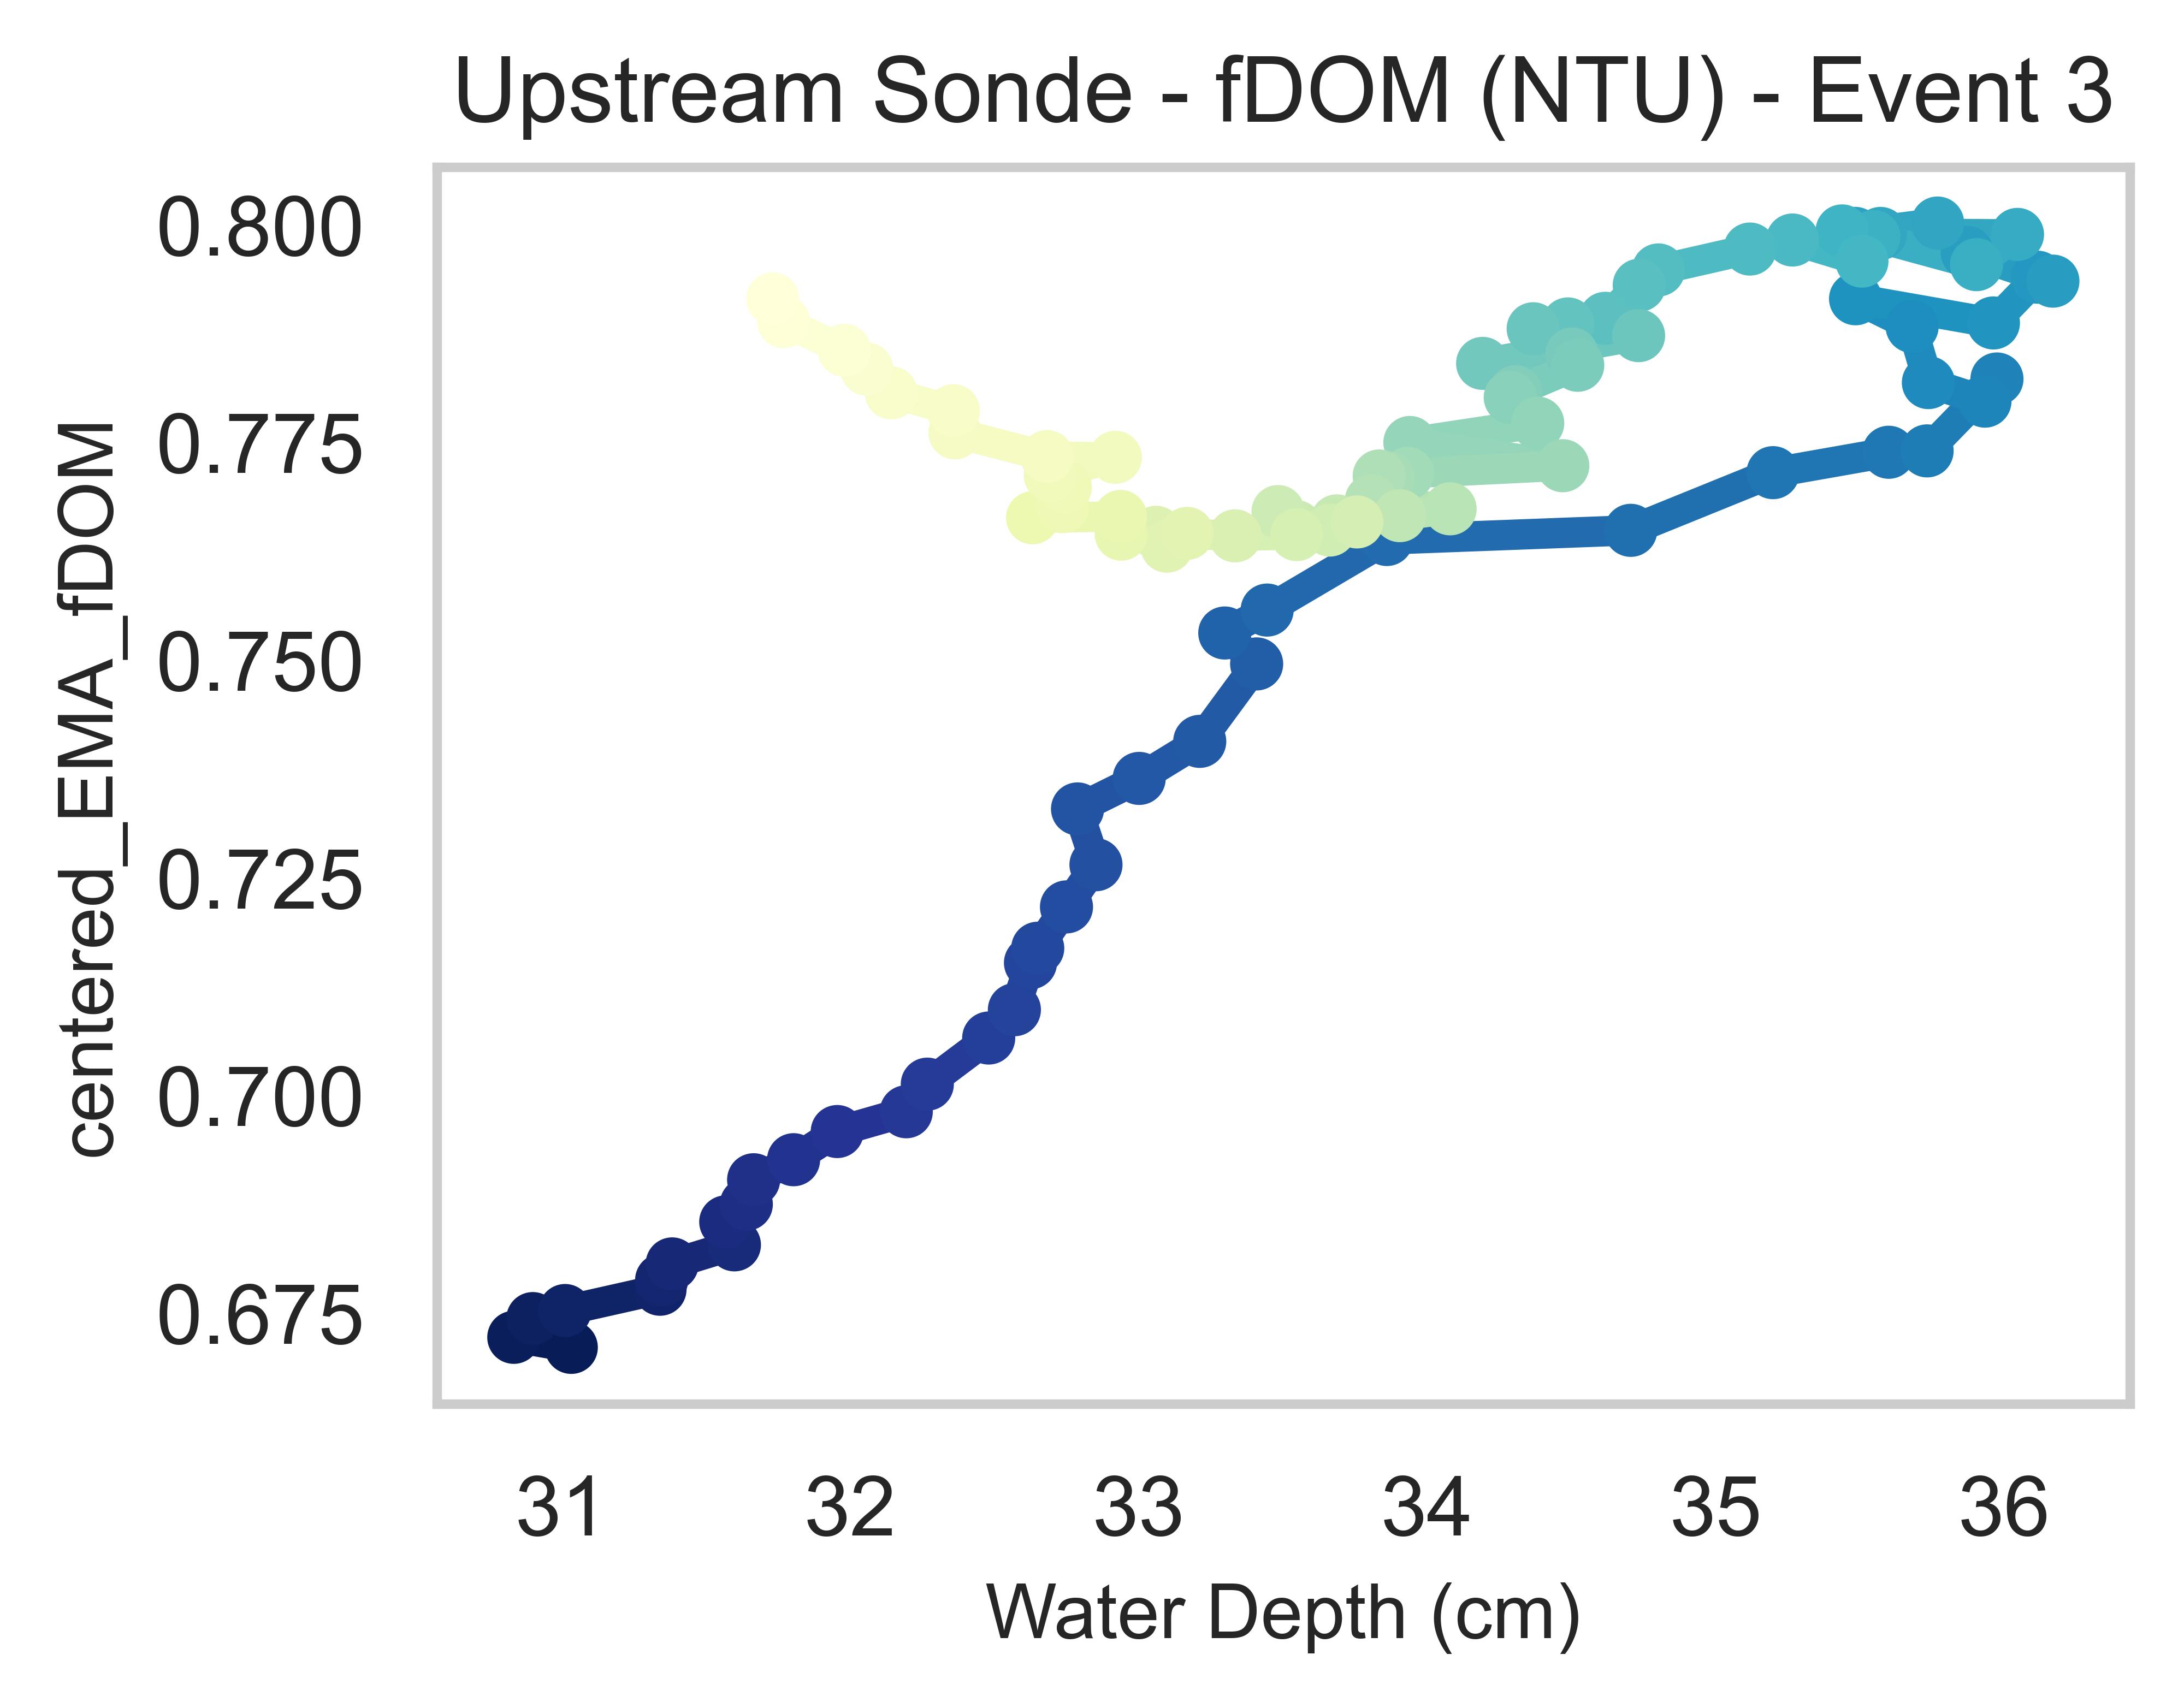 Upstream Sonde - fDOM (NTU) - Event 3
centered_EMA_fDOM
0.800
0.775
0.750
0.725
0.700
0.675
31 32 33 34 35 36
Water Depth (cm)